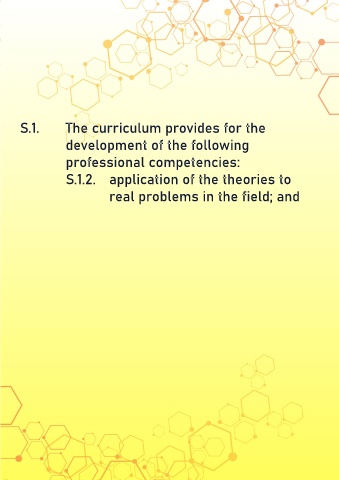 S.1. The curriculum provides for the
development of the following
professional competencies:
S.1.2. application of the theories to
real problems in the field; and